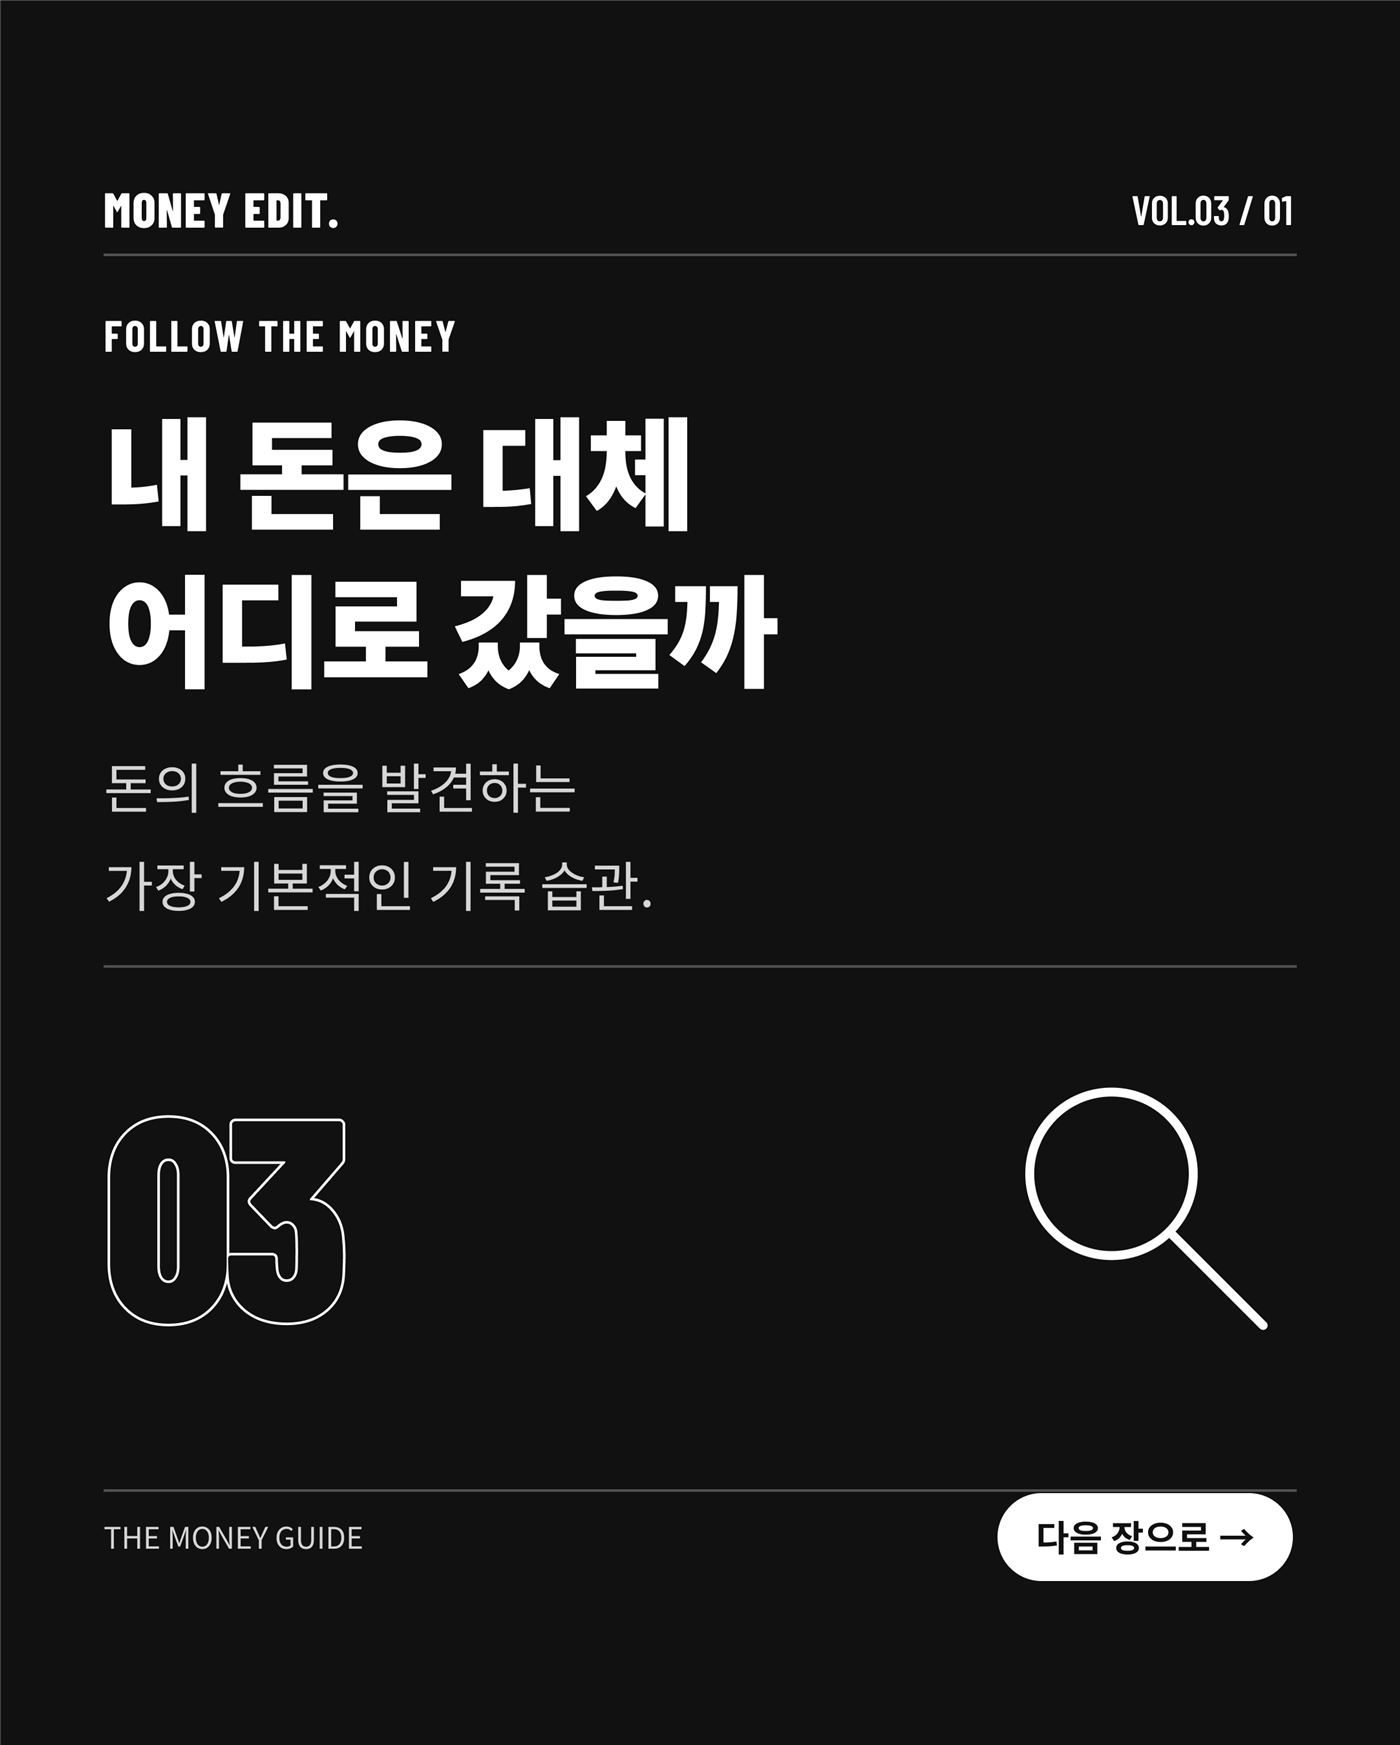 MONEY EDIT.
VOL.03 / 01
FOLLOW THE MONEY
내 돈은 대체
어디로 갔을까
돈의 흐름을 발견하는
가장 기본적인 기록 습관.
03
THE MONEY GUIDE
다음 장으로 →